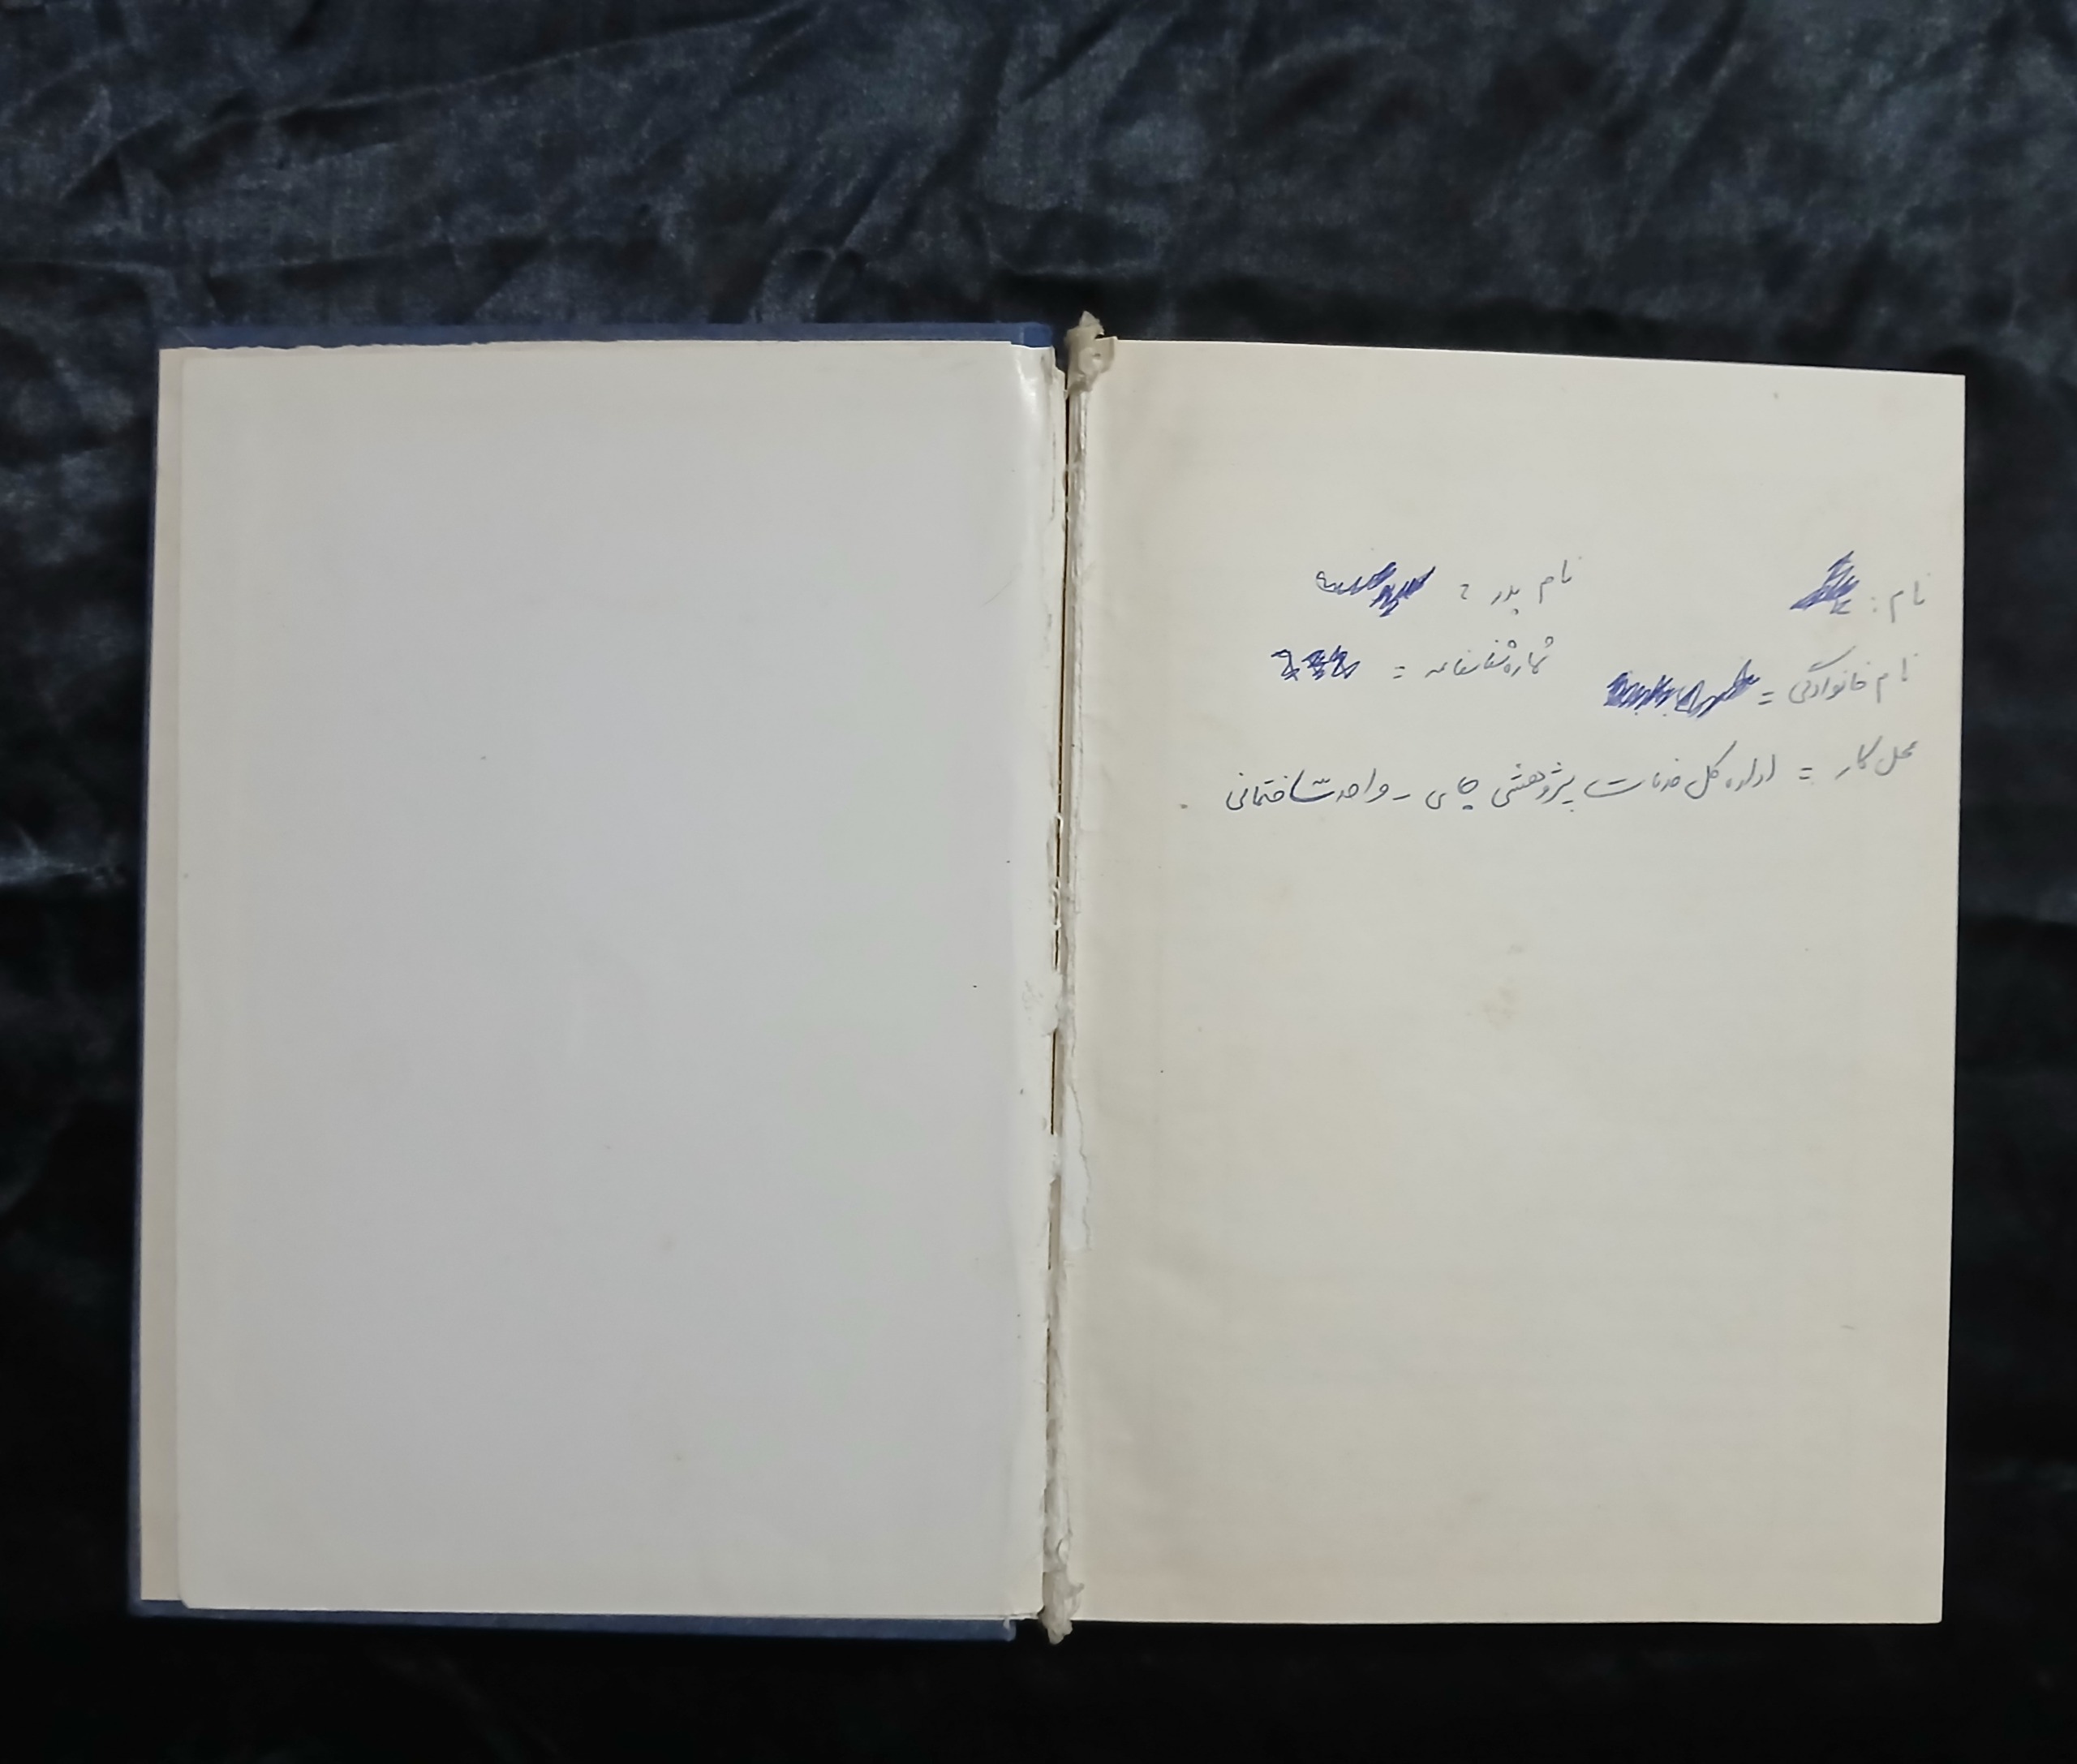 نام : نام پدر :
نام خانوادگی = شماره شناسنامه =
محل کار = اداره کل خدمات پژوهشی چای - واحد ساختمانی